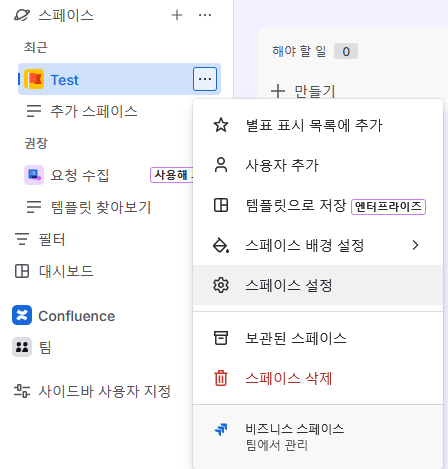 스페이스
최근
Test
추가 스페이스
권장
요청 수집
사용해
템플릿 찾아보기
필터
대시보드
Confluence
팀
사이드바 사용자 지정
해야 할 일 0
만들기
별표 표시 목록에 추가
사용자 추가
템플릿으로 저장 엔터프라이즈
스페이스 배경 설정
스페이스 설정
보관된 스페이스
스페이스 삭제
비즈니스 스페이스
팀에서 관리